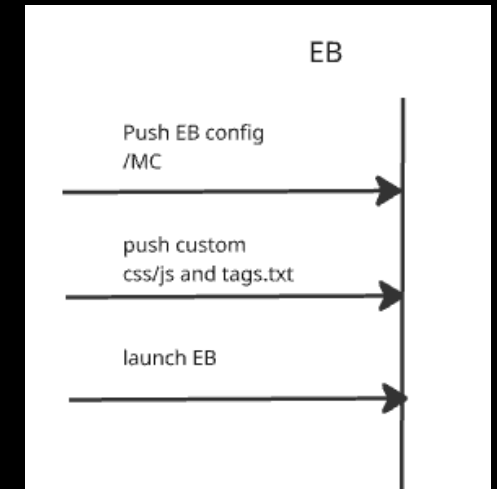 EB
Push EB config
/MC
push custom
css/js and tags.txt
launch EB